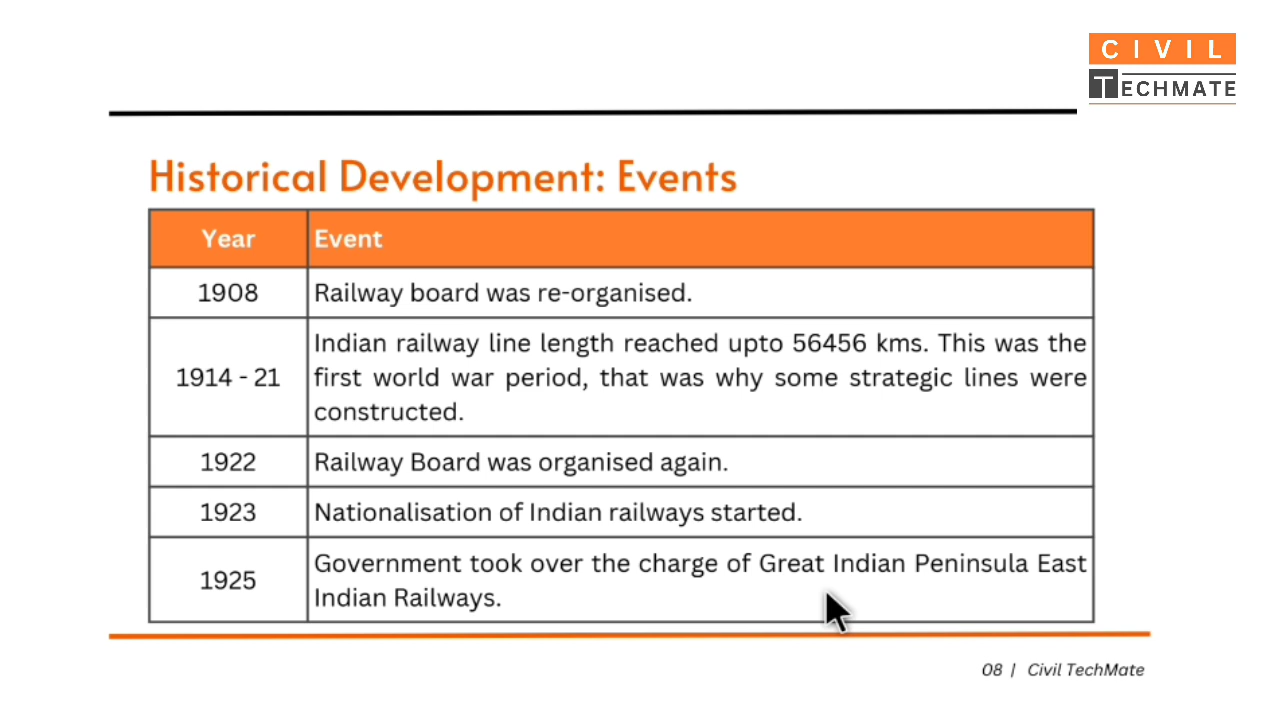 CIVIL
TECHMATE
Historical Development: Events
Year Event
1908 Railway board was re-organised.
Indian railway line length reached upto 56456 kms. This was the
1914 - 21 first world war period, that was why some strategic lines were
constructed.
1922 Railway Board was organised again.
1923 Nationalisation of Indian railways started.
1925 Government took over the charge of Great Indian Peninsula East
Indian Railways.
08 | Civil TechMate